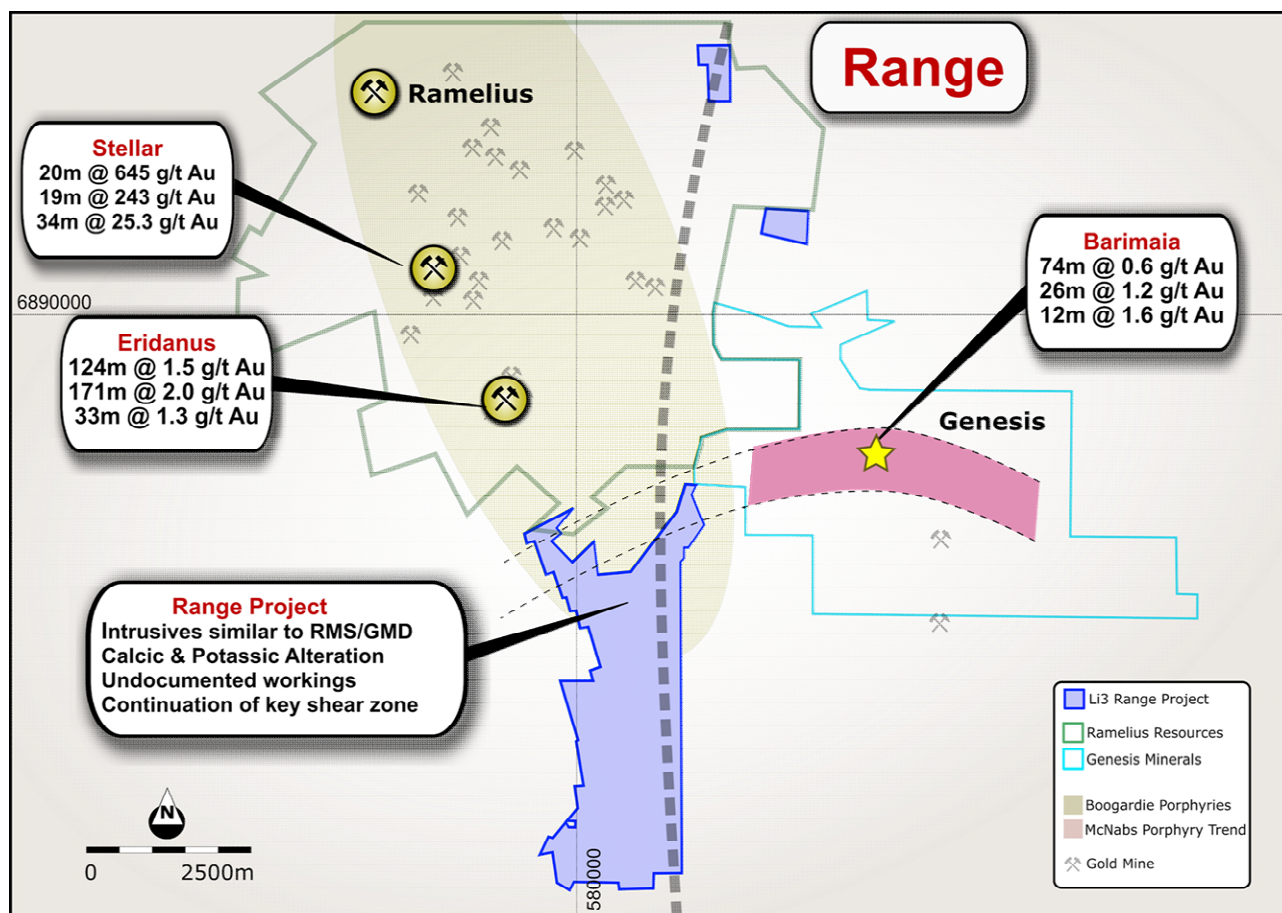 Range
Ramelius
Stellar
20m @ 645 g/t Au
19m @ 243 g/t Au
34m @ 25.3 g/t Au
Barimaia
74m @ 0.6 g/t Au
26m @ 1.2 g/t Au
12m @ 1.6 g/t Au
6890000
Eridanus
124m @ 1.5 g/t Au
171m @ 2.0 g/t Au
33m @ 1.3 g/t Au
Genesis
Range Project
Intrusives similar to RMS/GMD
Calcic & Potassic Alteration
Undocumented workings
Continuation of key shear zone
Li3 Range Project
Ramelius Resources
Genesis Minerals
Boogardie Porphyries
McNabs Porphyry Trend
Gold Mine
N
0 2500m
580000